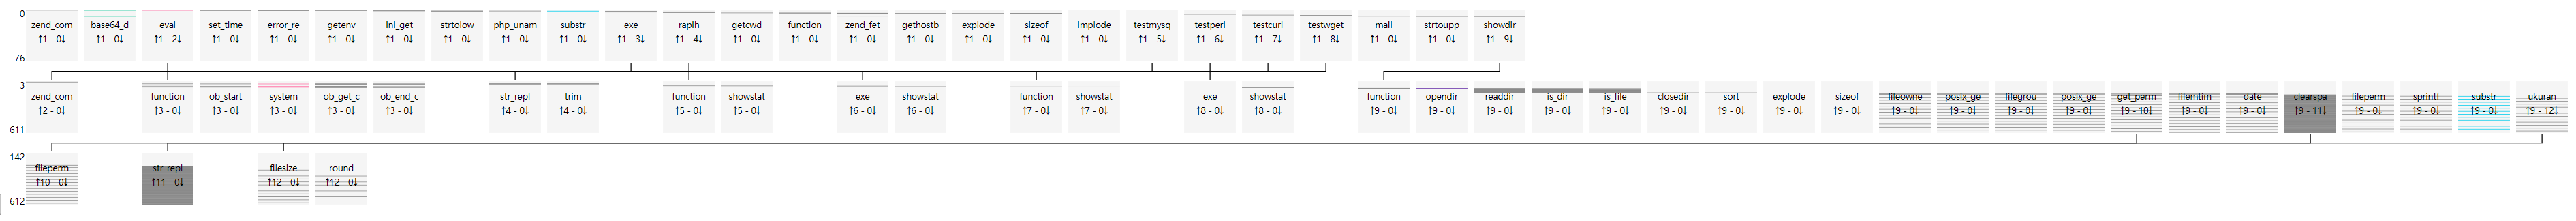 0
zend_com base64_d eval set_time error_re getenv ini_get strtolow php_unam substr exe rapih getcwd function zend_fet gethostb explode sizeof implode testmysq testperl testcurl testwget mail strtoupp showdir
↑1 - 0↓ ↑1 - 0↓ ↑1 - 2↓ ↑1 - 0↓ ↑1 - 0↓ ↑1 - 0↓ ↑1 - 0↓ ↑1 - 0↓ ↑1 - 0↓ ↑1 - 0↓ ↑1 - 3↓ ↑1 - 4↓ ↑1 - 0↓ ↑1 - 0↓ ↑1 - 0↓ ↑1 - 0↓ ↑1 - 0↓ ↑1 - 0↓ ↑1 - 0↓ ↑1 - 5↓ ↑1 - 6↓ ↑1 - 7↓ ↑1 - 8↓ ↑1 - 0↓ ↑1 - 0↓ ↑1 - 9↓
76
3
zend_com function ob_start system ob_get_c ob_end_c str_repl trim function showstat exe showstat function showstat exe showstat function opendir readdir is_dir is_file closedir sort explode sizeof fileowne posix_ge filegrou posix_ge get_perm filemtim date clearspa fileperm sprintf substr ukuran
↑2 - 0↓ ↑3 - 0↓ ↑3 - 0↓ ↑3 - 0↓ ↑3 - 0↓ ↑3 - 0↓ ↑4 - 0↓ ↑4 - 0↓ ↑5 - 0↓ ↑5 - 0↓ ↑6 - 0↓ ↑6 - 0↓ ↑7 - 0↓ ↑7 - 0↓ ↑8 - 0↓ ↑8 - 0↓ ↑9 - 0↓ ↑9 - 0↓ ↑9 - 0↓ ↑9 - 0↓ ↑9 - 0↓ ↑9 - 0↓ ↑9 - 0↓ ↑9 - 0↓ ↑9 - 0↓ ↑9 - 0↓ ↑9 - 0↓ ↑9 - 0↓ ↑9 - 0↓ ↑9 - 10↓ ↑9 - 0↓ ↑9 - 0↓ ↑9 - 11↓ ↑9 - 0↓ ↑9 - 0↓ ↑9 - 0↓ ↑9 - 12↓
611
142
fileperm str_repl filesize round
↑10 - 0↓ ↑11 - 0↓ ↑12 - 0↓ ↑12 - 0↓
612